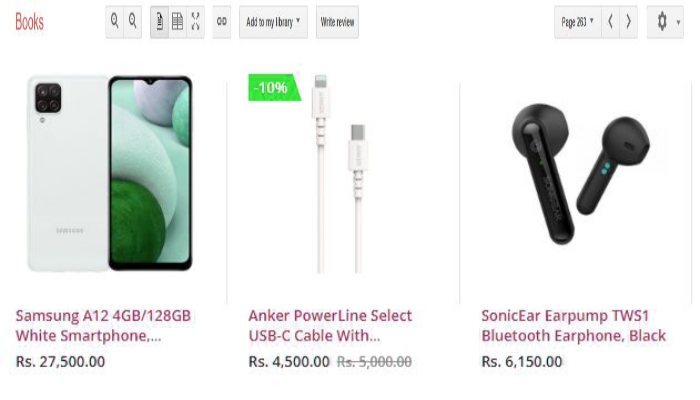 Books
Add to my library
Write review
Page 263
-10%
SAMSUNG
Samsung A12 4GB/128GB
White Smartphone,...
Rs. 27,500.00
Anker PowerLine Select
USB-C Cable With...
Rs. 4,500.00 Rs. 5,000.00
SonicEar Earpump TWS1
Bluetooth Earphone, Black
Rs. 6,150.00